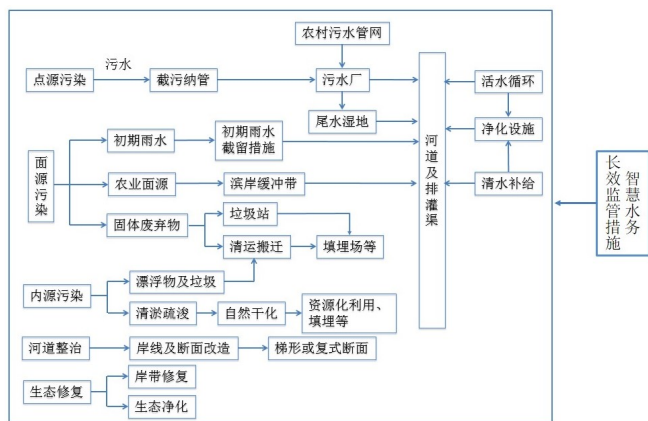 农村污水管网
点源污染
污水
截污纳管
污水厂
活水循环
尾水湿地
净化设施
面源污染
初期雨水
初期雨水
截留措施
河道及排灌渠
农业面源
滨岸缓冲带
清水补给
固体废弃物
垃圾站
清运搬迁
填埋场等
智慧水务
长效监管措施
内源污染
漂浮物及垃圾
清淤疏浚
自然干化
资源化利用、
填埋等
河道整治
岸线及断面改造
梯形或复式断面
生态修复
岸带修复
生态净化